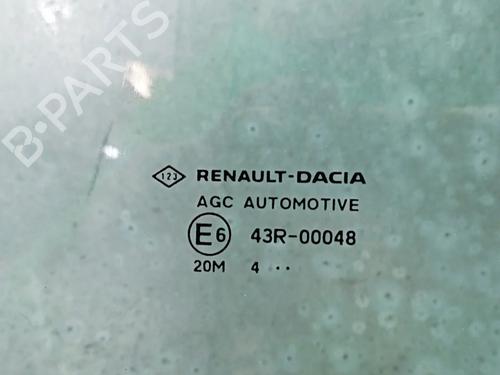 B-PARTS
123 RENAULT-DACIA
AGC AUTOMOTIVE
E6 43R-00048
20M 4 ··